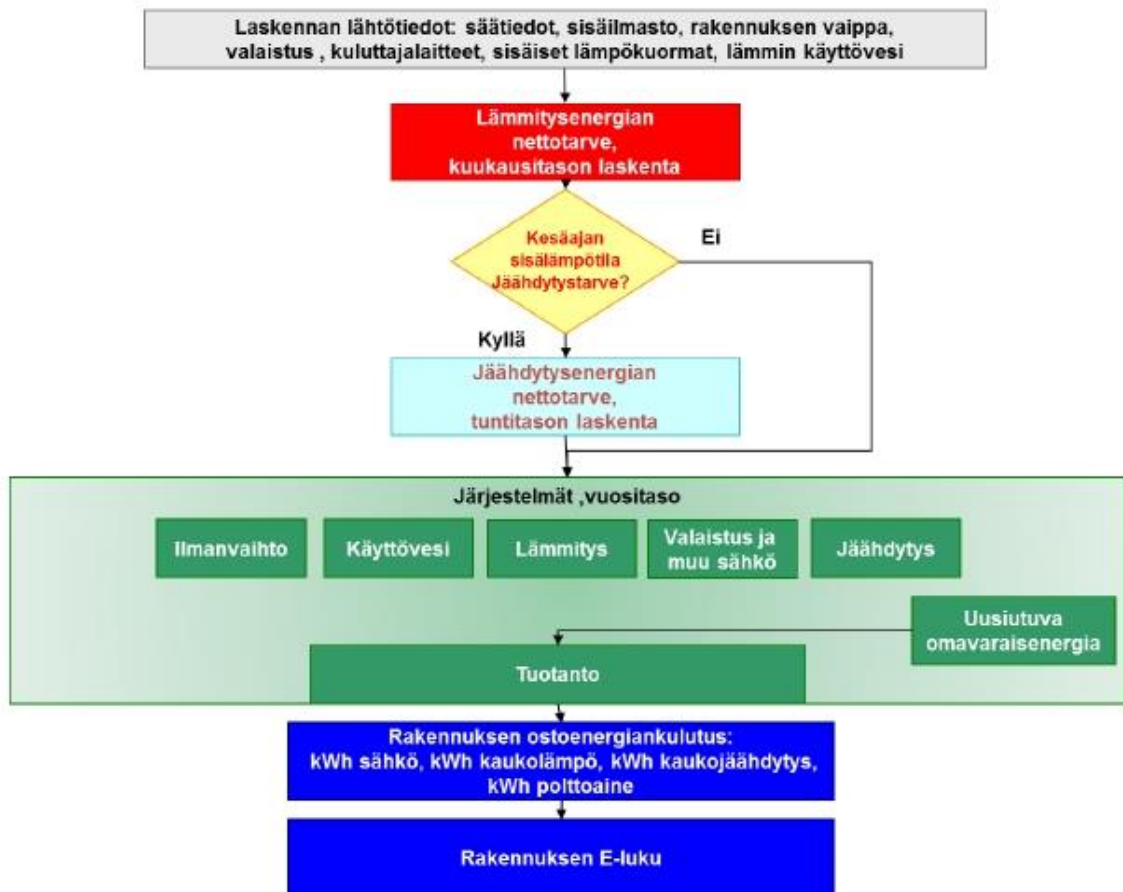 Laskennan lähtötiedot: säätiedot, sisäilmasto, rakennuksen vaippa,
valaistus , kuluttajalaitteet, sisäiset lämpökuormat, lämmin käyttövesi
Lämmitysenergian
nettotarve,
kuukausitason laskenta
Kesäajan
sisälämpötila
Jäähdytystarve?
Ei
Kyllä
Jäähdytysenergian
nettotarve,
tuntitason laskenta
Järjestelmät ,vuositaso
Ilmanvaihto
Käyttövesi
Lämmitys
Valaistus ja
muu sähkö
Jäähdytys
Uusiutuva
omavaraisenergia
Tuotanto
Rakennuksen ostoenergiankulutus:
kWh sähkö, kWh kaukolämpö, kWh kaukojäähdytys,
kWh polttoaine
Rakennuksen E-luku